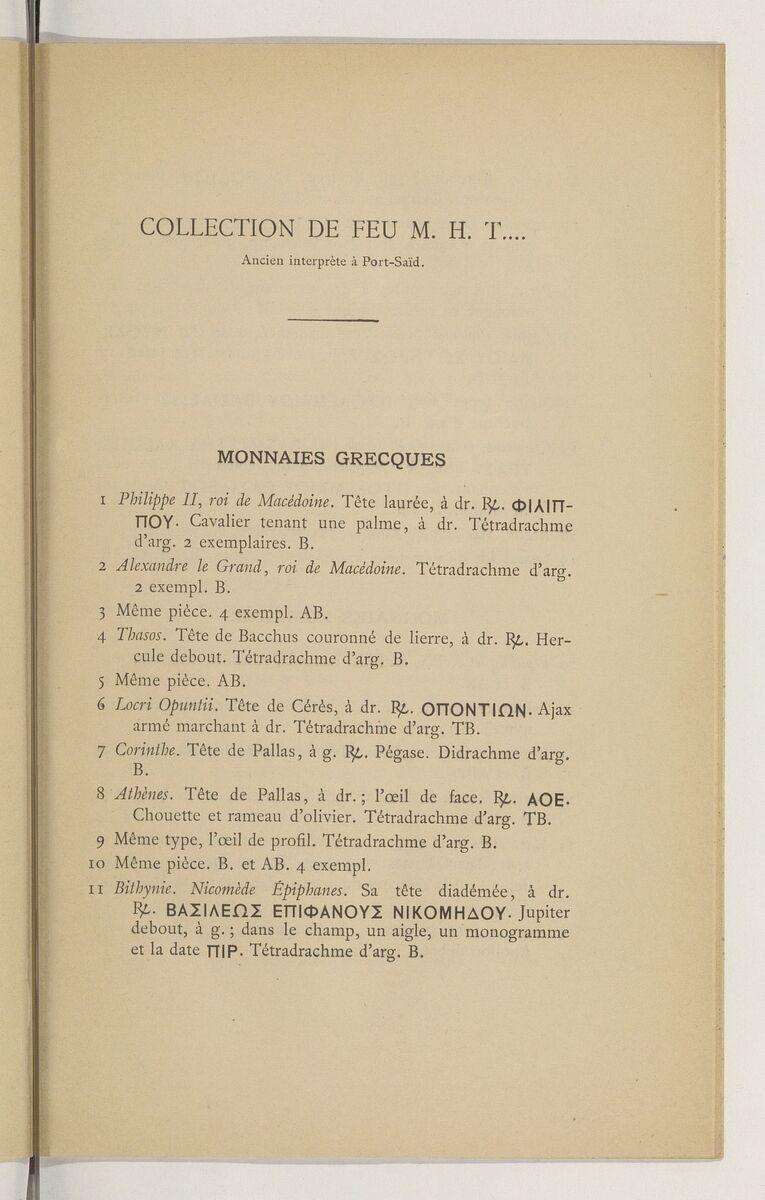 COLLECTION DE FEU M. H. T....
Ancien interprète à Port-Saïd.
MONNAIES GRECQUES
1 Philippe II, roi de Macédoine. Tête laurée, à dr. ℞. ΦΙΛΙΠ-
ΠΟΥ. Cavalier tenant une palme, à dr. Tétradrachme
d'arg. 2 exemplaires. B.
2 Alexandre le Grand, roi de Macédoine. Tétradrachme d'arg.
2 exempl. B.
3 Même pièce. 4 exempl. AB.
4 Thasos. Tête de Bacchus couronné de lierre, à dr. ℞. Her-
cule debout. Tétradrachme d'arg. B.
5 Même pièce. AB.
6 Locri Opuntii. Tête de Cérès, à dr. ℞. ΟΠΟΝΤΙΩΝ. Ajax
armé marchant à dr. Tétradrachme d'arg. TB.
7 Corinthe. Tête de Pallas, à g. ℞. Pégase. Didrachme d'arg.
B.
8 Athènes. Tête de Pallas, à dr. ; l'œil de face. ℞. ΑΟΕ.
Chouette et rameau d'olivier. Tétradrachme d'arg. TB.
9 Même type, l'œil de profil. Tétradrachme d'arg. B.
10 Même pièce. B. et AB. 4 exempl.
11 Bithynie. Nicomède Épiphanes. Sa tête diadémée, à dr.
℞. ΒΑΣΙΛΕΩΣ ΕΠΙΦΑΝΟΥΣ ΝΙΚΟΜΗΔΟΥ. Jupiter
debout, à g. ; dans le champ, un aigle, un monogramme
et la date ΠΙΡ. Tétradrachme d'arg. B.